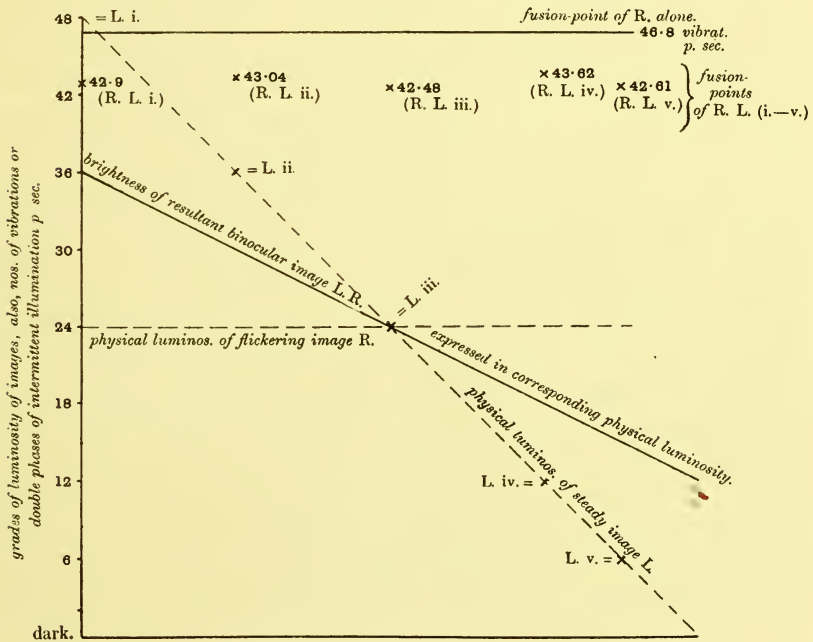 48
= L. i.
fusion-point of R. alone.
46·8 vibrat.
p. sec.
42·9
(R. L. i.)
43·04
(R. L. ii.)
42·48
(R. L. iii.)
43·62
(R. L. iv.)
42·61
(R. L. v.)
fusion-
points
of R. L. (i.—v.)
42
= L. ii.
36
brightness of resultant binocular image L. R.
30
= L. iii.
24
physical luminos. of flickering image R.
expressed in corresponding physical luminosity.
18
physical luminos. of steady image L.
12
L. iv. =
6
L. v. =
dark.
grades of luminosity of images, also, nos. of vibrations or
double phases of intermittent illumination p sec.